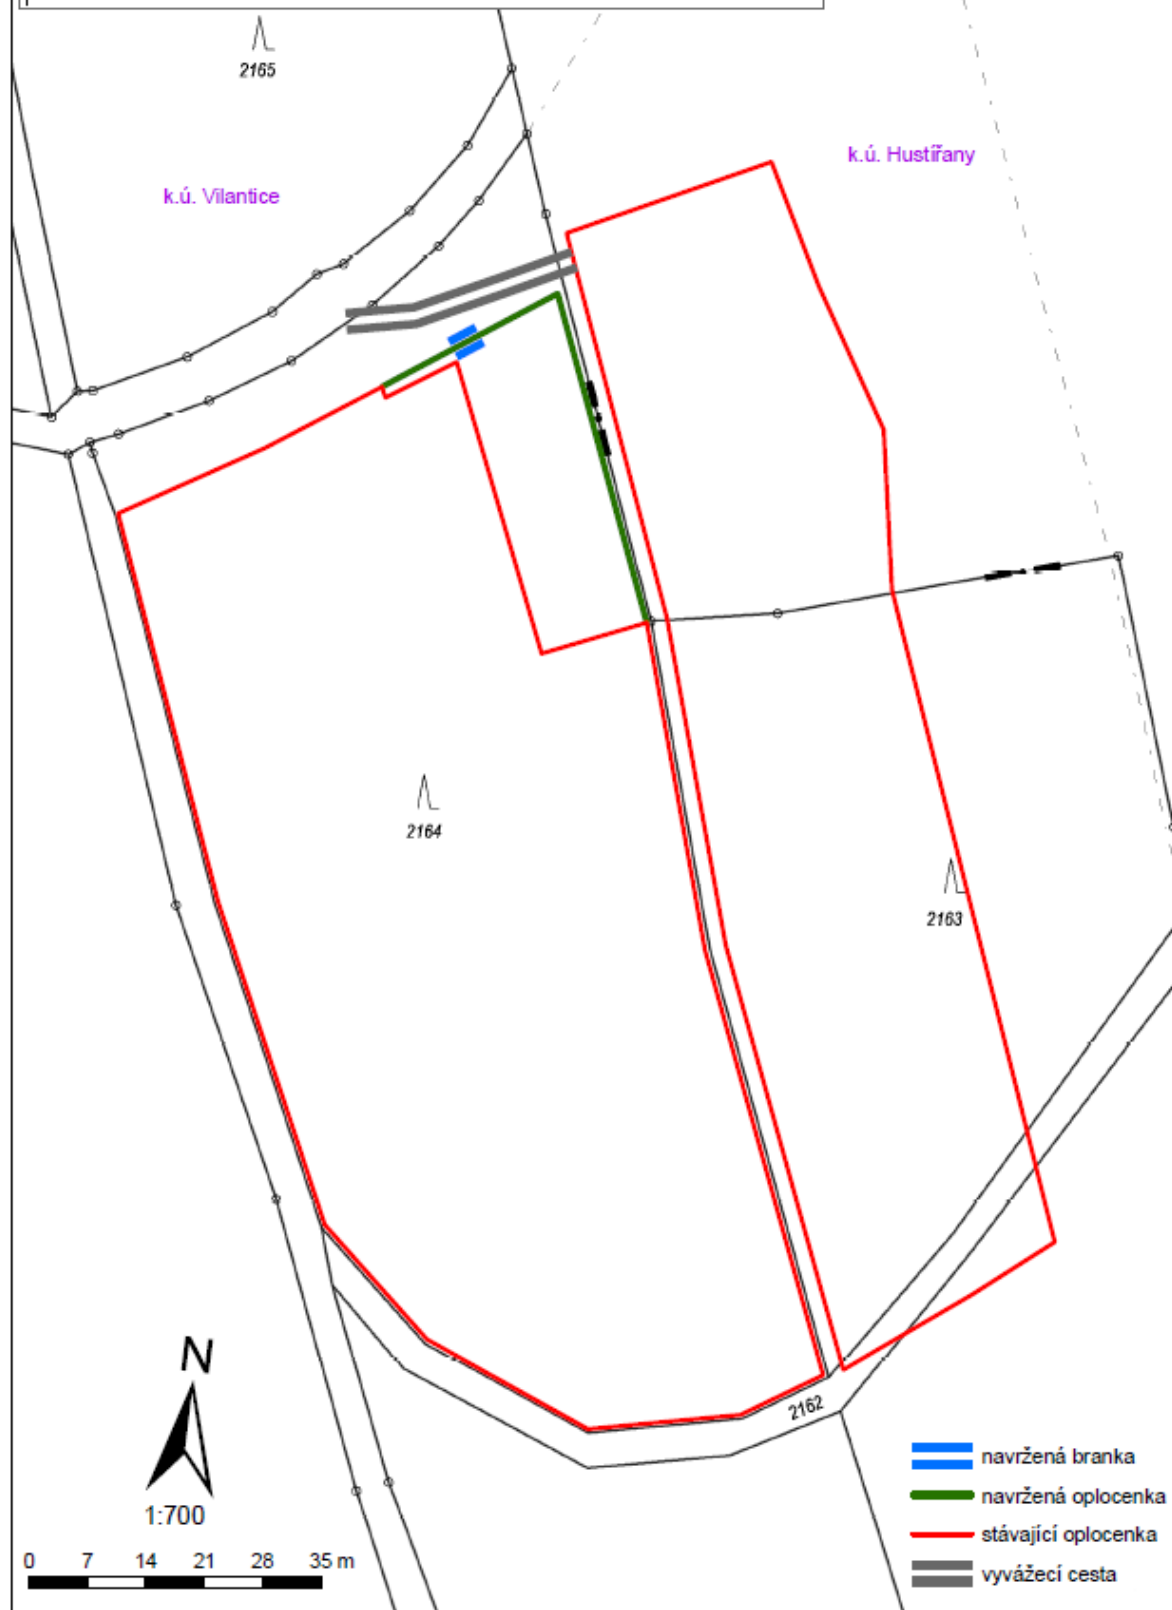 2165
k.ú. Hustířany
k.ú. Vilantice
2164
2163
2162
N
1:700
0 7 14 21 28 35 m
navržená branka
navržená oplocenka
stávající oplocenka
vyvážecí cesta